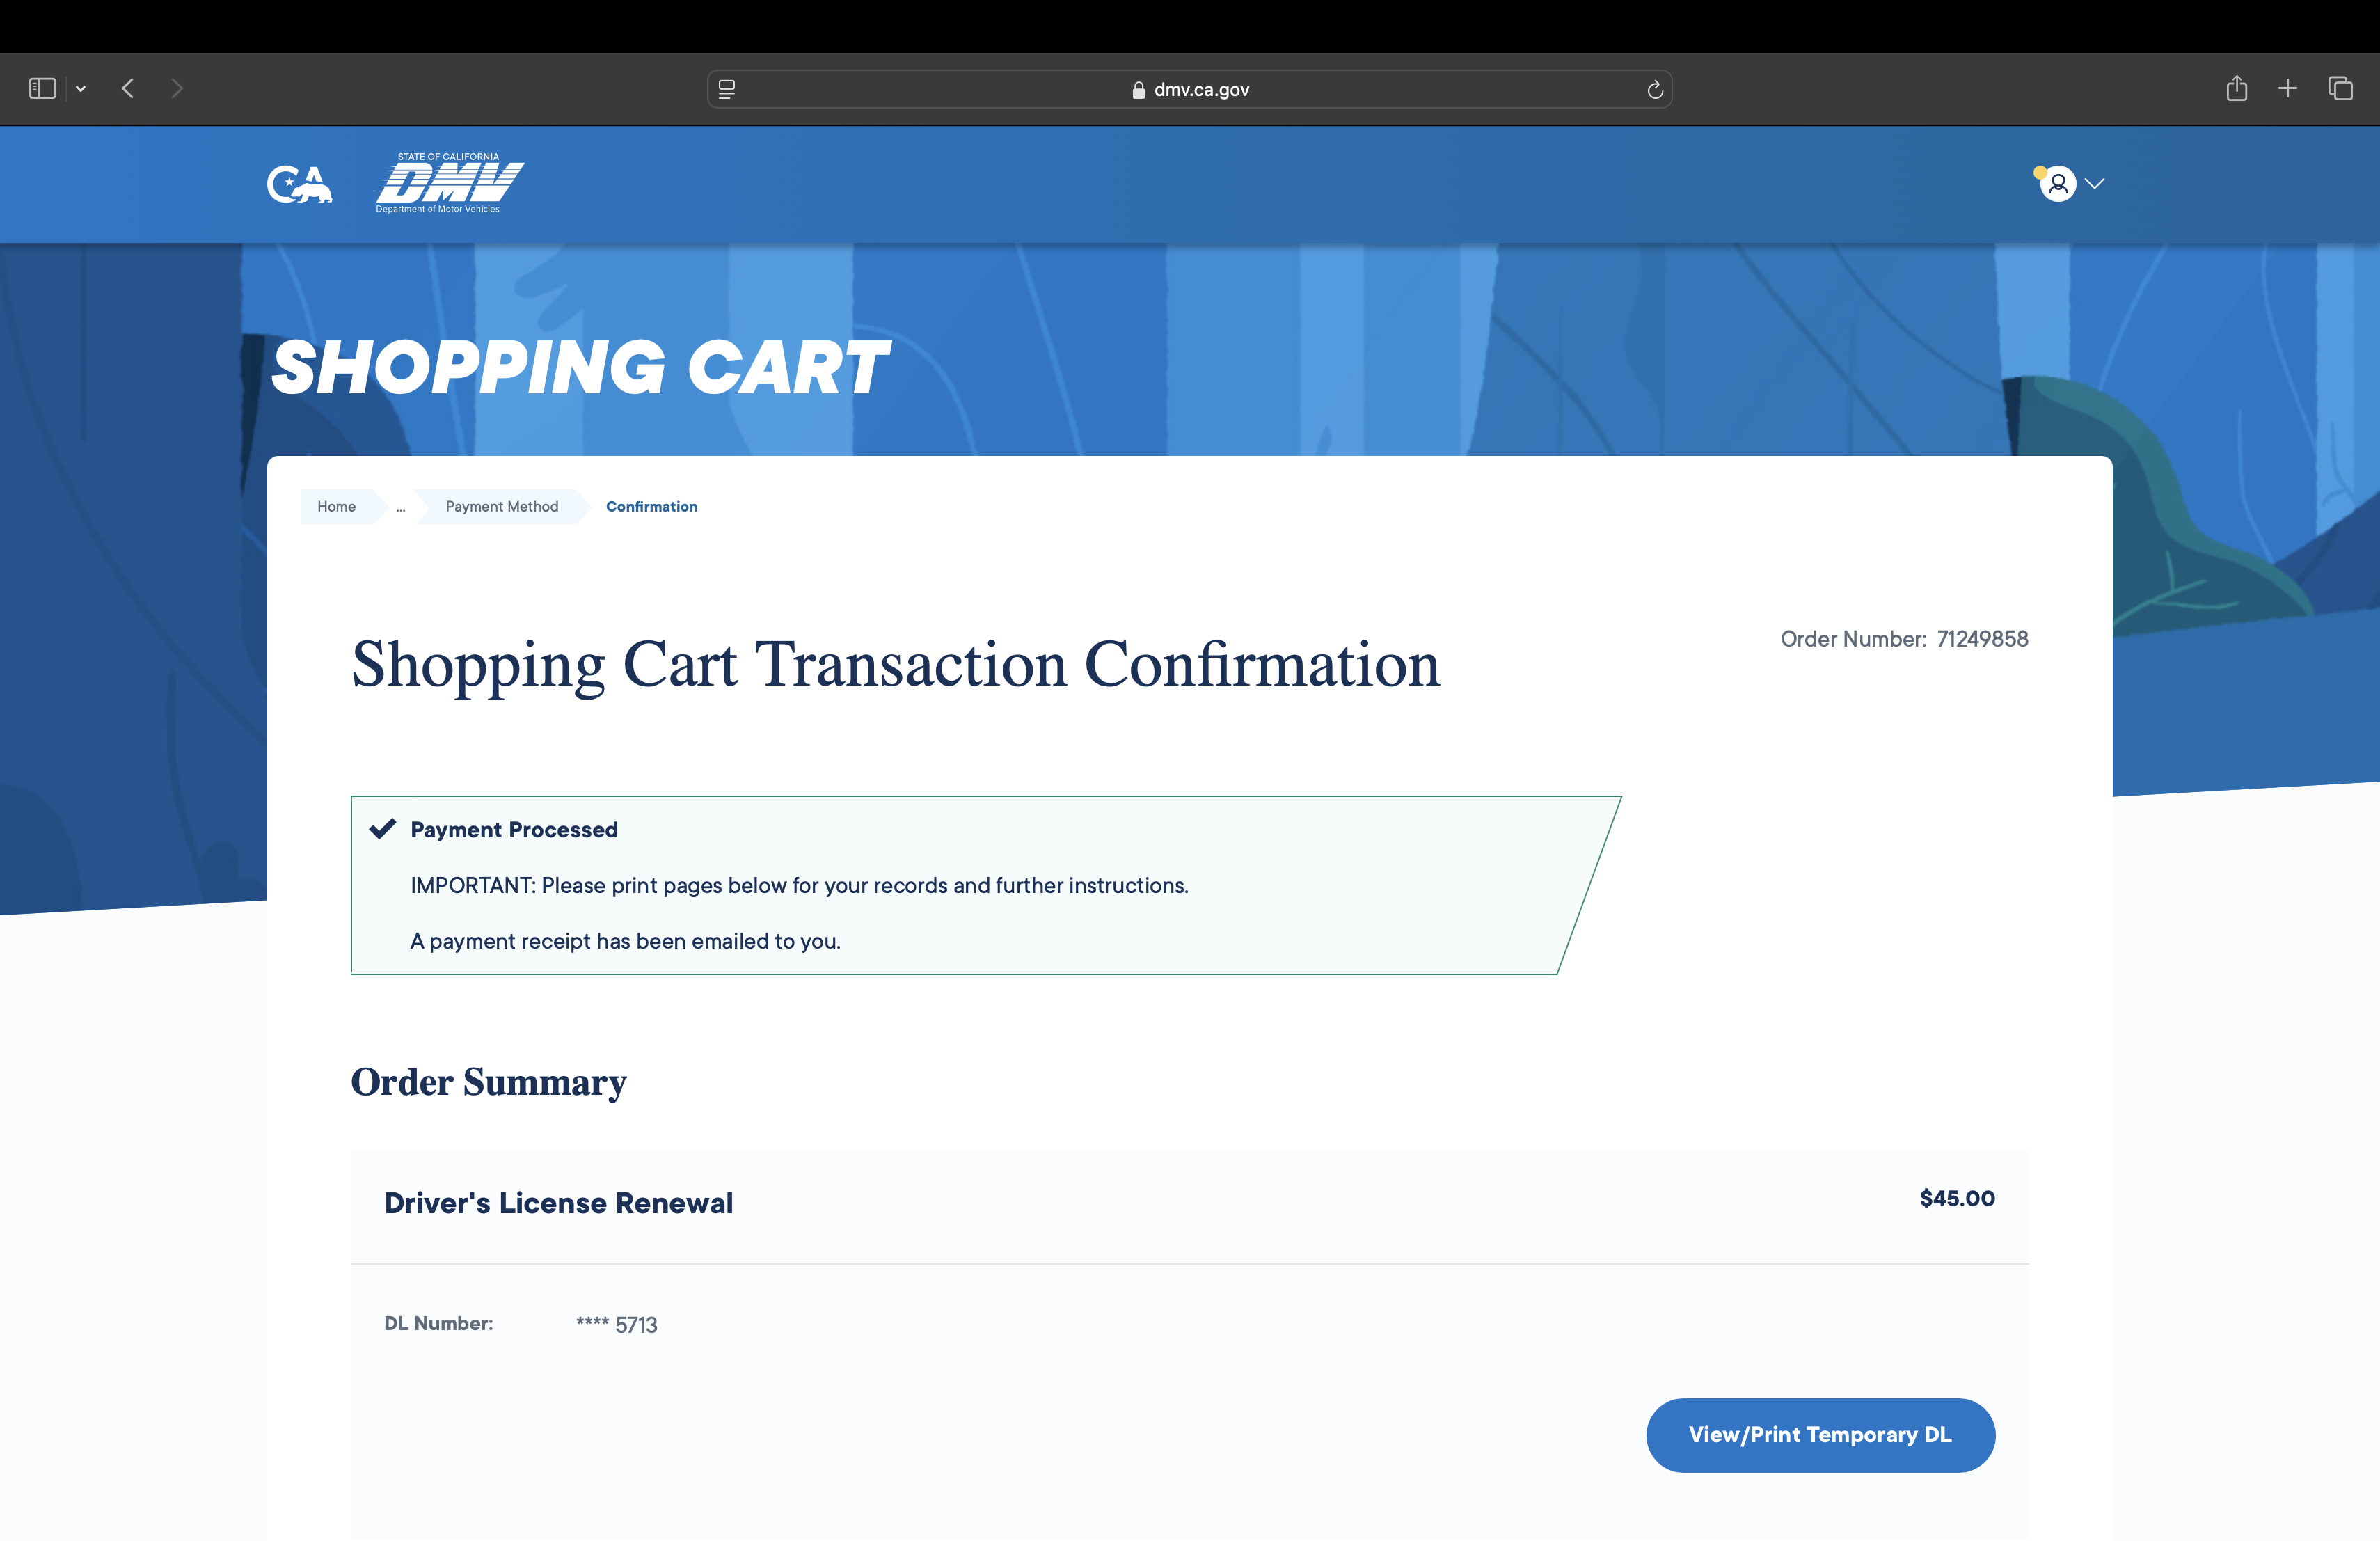 dmv.ca.gov
CA
STATE OF CALIFORNIA
DMV
Department of Motor Vehicles
SHOPPING CART
Home ... Payment Method Confirmation
Shopping Cart Transaction Confirmation
Order Number: 71249858
Payment Processed
IMPORTANT: Please print pages below for your records and further instructions.
A payment receipt has been emailed to you.
Order Summary
Driver's License Renewal $45.00
DL Number: **** 5713
View/Print Temporary DL